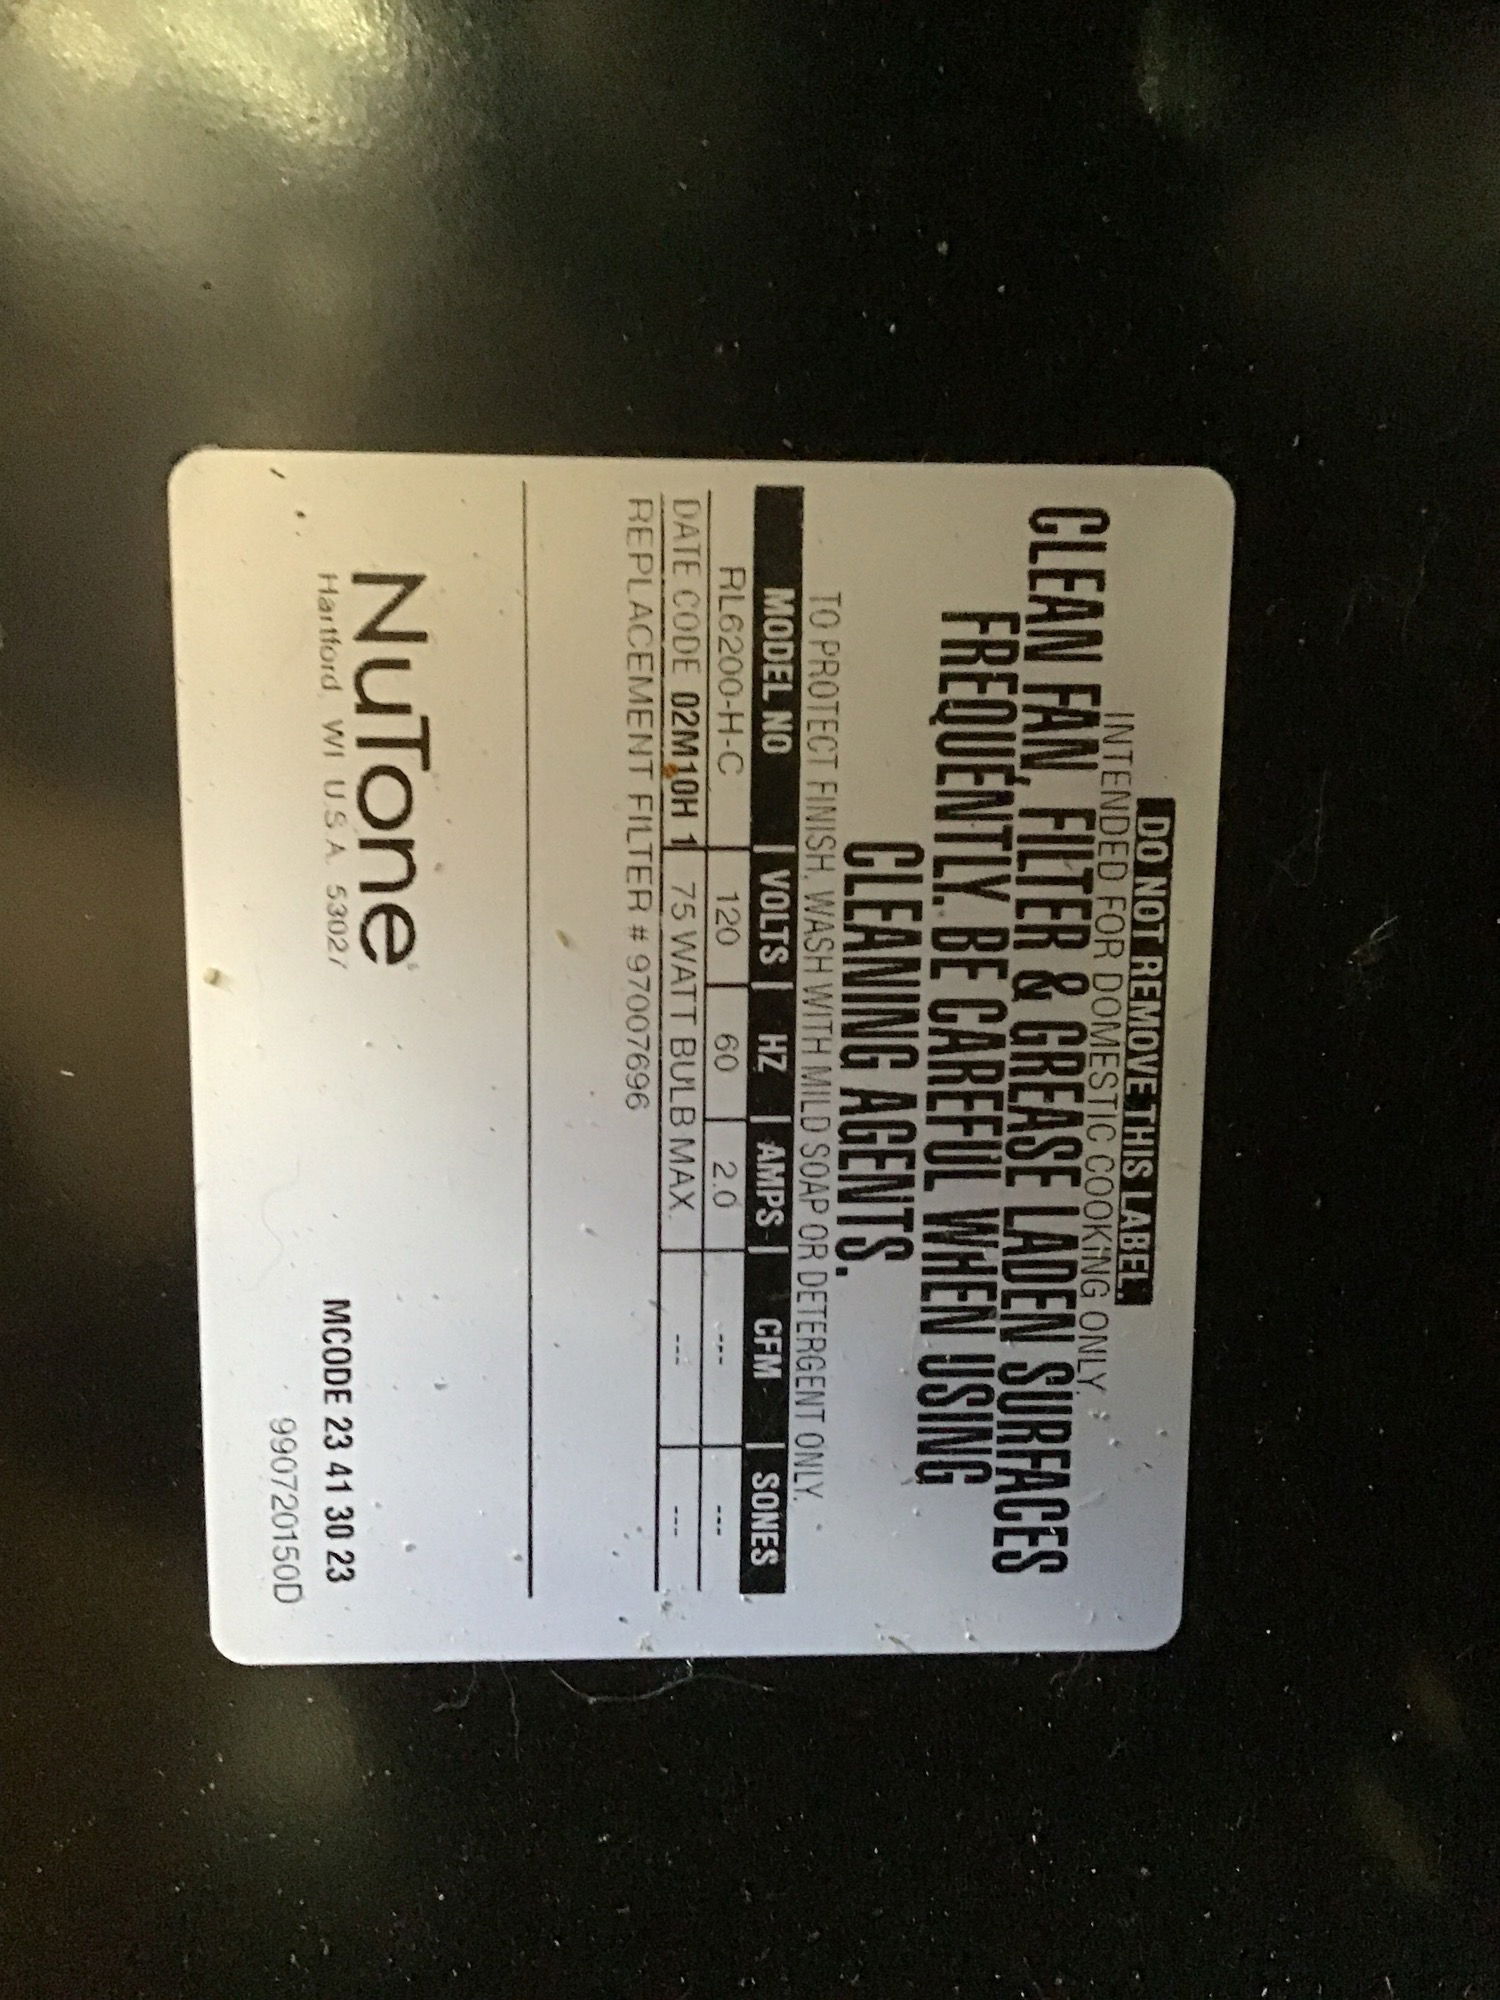 DO NOT REMOVE THIS LABEL.
INTENDED FOR DOMESTIC COOKING ONLY.
CLEAN FAN, FILTER & GREASE LADEN SURFACES
FREQUENTLY. BE CAREFUL WHEN USING
CLEANING AGENTS.
TO PROTECT FINISH, WASH WITH MILD SOAP OR DETERGENT ONLY.
MODEL NO | VOLTS | HZ | AMPS | CFM | SONES
RL6200-H-C 120 60 2.0 --- ---
DATE CODE 02M10H 1 75 WATT BULB MAX. --- ---
REPLACEMENT FILTER # 97007696
NuTone
Hartford, WI U.S.A. 53027
MCODE 23 41 30 23
990720150D